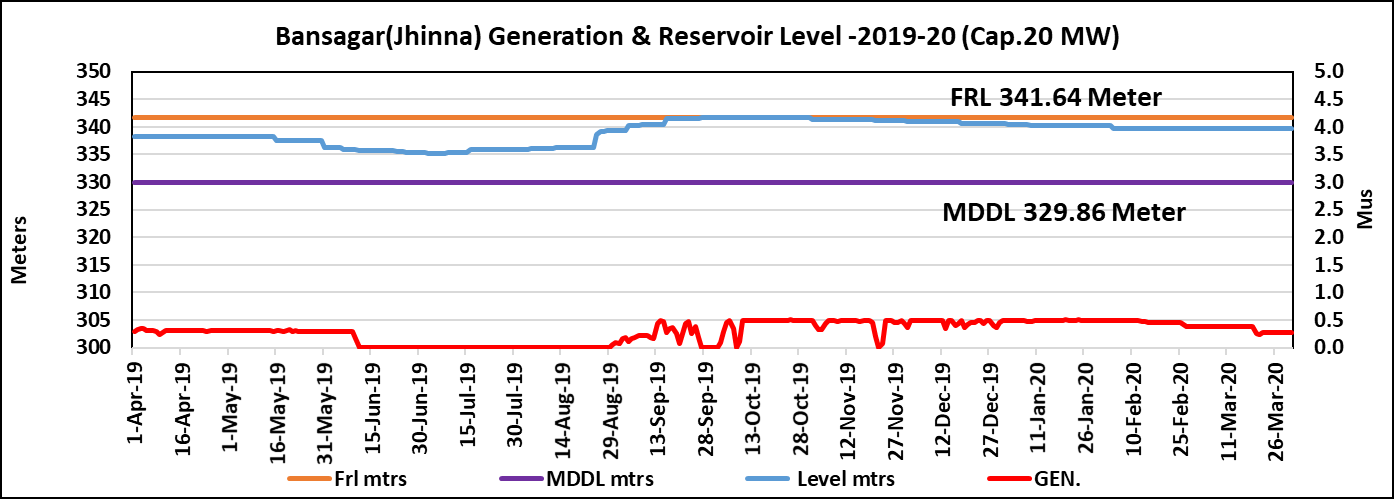 Bansagar(Jhinna) Generation & Reservoir Level -2019-20 (Cap.20 MW)
350
345
340
335
330
325
320
315
310
305
300
Meters
5.0
4.5
4.0
3.5
3.0
2.5
2.0
1.5
1.0
0.5
0.0
Mus
FRL 341.64 Meter
MDDL 329.86 Meter
1-Apr-19
16-Apr-19
1-May-19
16-May-19
31-May-19
15-Jun-19
30-Jun-19
15-Jul-19
30-Jul-19
14-Aug-19
29-Aug-19
13-Sep-19
28-Sep-19
13-Oct-19
28-Oct-19
12-Nov-19
27-Nov-19
12-Dec-19
27-Dec-19
11-Jan-20
26-Jan-20
10-Feb-20
25-Feb-20
11-Mar-20
26-Mar-20
Frl mtrs
MDDL mtrs
Level mtrs
GEN.